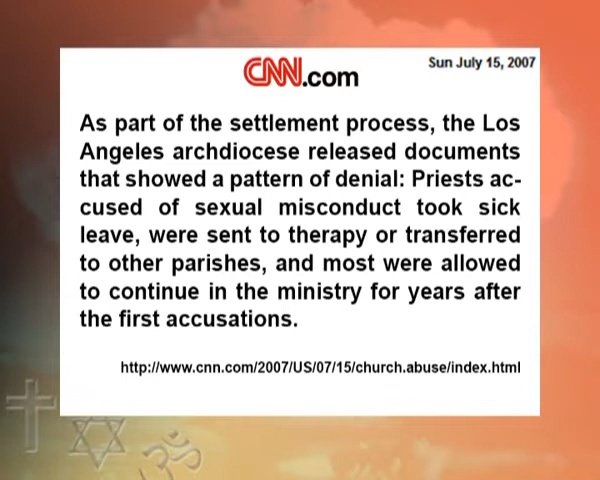 CNN.com
Sun July 15, 2007
As part of the settlement process, the Los
Angeles archdiocese released documents
that showed a pattern of denial: Priests ac-
cused of sexual misconduct took sick
leave, were sent to therapy or transferred
to other parishes, and most were allowed
to continue in the ministry for years after
the first accusations.
http://www.cnn.com/2007/US/07/15/church.abuse/index.html
ॐ